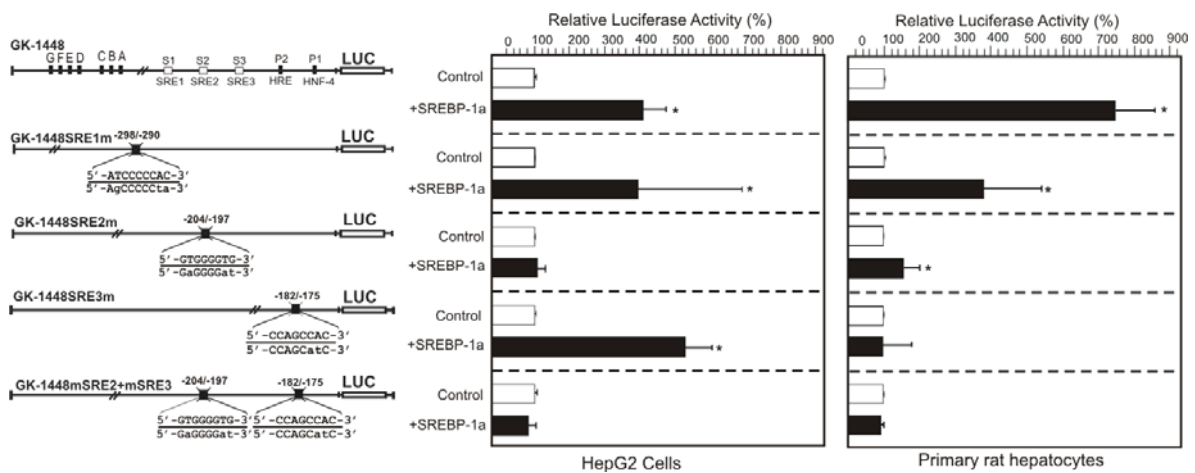 Relative Luciferase Activity (%)
0 100 200 300 400 500 600 700 800 900
Relative Luciferase Activity (%)
0 100 200 300 400 500 600 700 800 900
GK-1448
G F E D C B A
S1 S2 S3 P2 P1
SRE1 SRE2 SRE3 HRE HNF-4
LUC
Control
+SREBP-1a
*
*
GK-1448SRE1m
-298/-290
LUC
5'-ATCCCCCAC-3'
5'-AgCCCCCta-3'
Control
+SREBP-1a
*
*
GK-1448SRE2m
-204/-197
LUC
5'-GTGGGGTG-3'
5'-GaGGGGat-3'
Control
+SREBP-1a
*
GK-1448SRE3m
-182/-175
LUC
5'-CCAGCCAC-3'
5'-CCAGCatC-3'
Control
+SREBP-1a
*
GK-1448mSRE2+mSRE3
-204/-197
-182/-175
LUC
5'-GTGGGGTG-3' 5'-CCAGCCAC-3'
5'-GaGGGGat-3' 5'-CCAGCatC-3'
Control
+SREBP-1a
HepG2 Cells
Primary rat hepatocytes